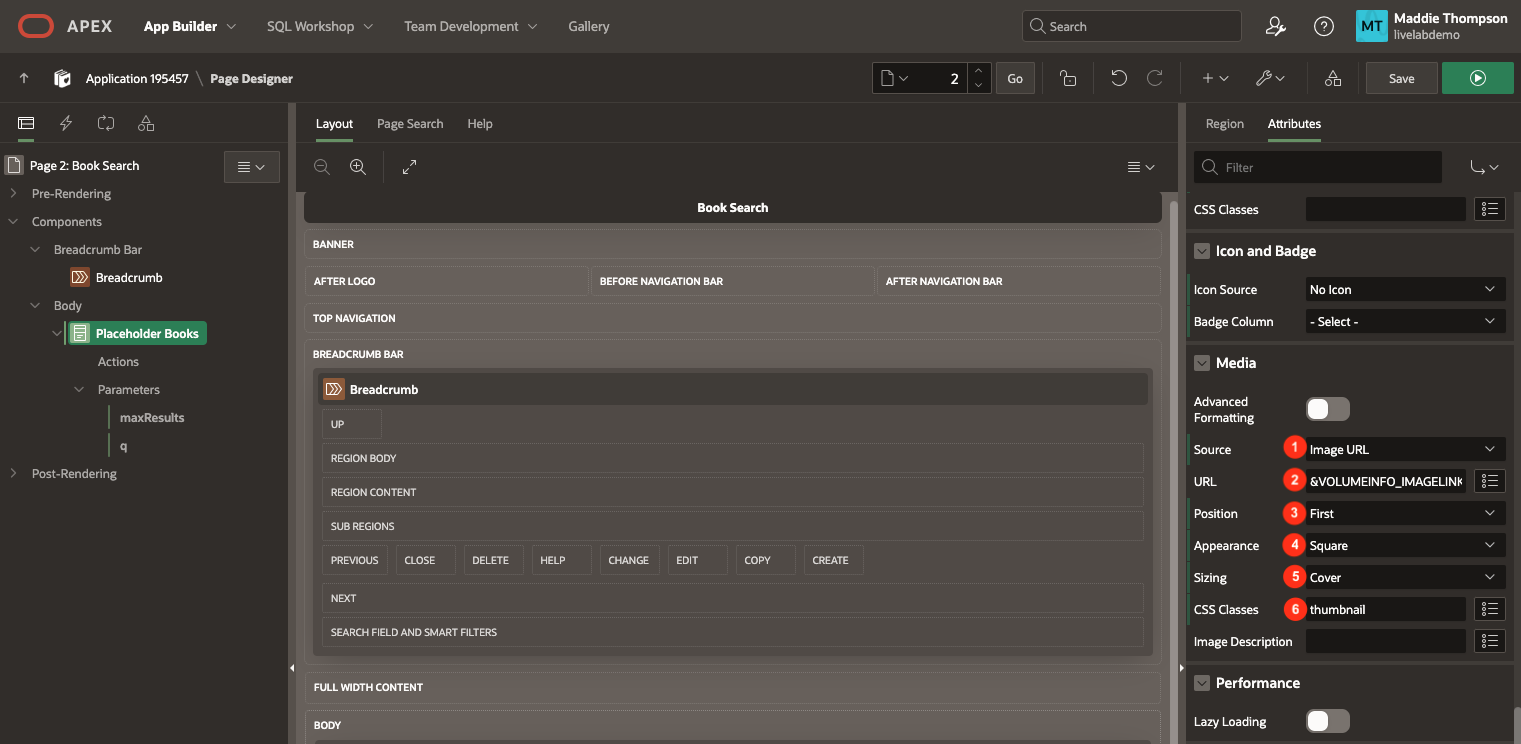 APEX
App Builder
SQL Workshop
Team Development
Gallery
Search
MT
Maddie Thompson
livelabdemo
Application 195457 \ Page Designer
2
Go
Save
Layout
Page Search
Help
Region
Attributes
Page 2: Book Search
Pre-Rendering
Components
Breadcrumb Bar
Breadcrumb
Body
Placeholder Books
Actions
Parameters
maxResults
q
Post-Rendering
Book Search
BANNER
AFTER LOGO
BEFORE NAVIGATION BAR
AFTER NAVIGATION BAR
TOP NAVIGATION
BREADCRUMB BAR
Breadcrumb
UP
REGION BODY
REGION CONTENT
SUB REGIONS
PREVIOUS
CLOSE
DELETE
HELP
CHANGE
EDIT
COPY
CREATE
NEXT
SEARCH FIELD AND SMART FILTERS
FULL WIDTH CONTENT
BODY
Filter
CSS Classes
Icon and Badge
Icon Source
No Icon
Badge Column
- Select -
Media
Advanced
Formatting
Source
1
Image URL
URL
2
&VOLUMEINFO_IMAGELINK
Position
3
First
Appearance
4
Square
Sizing
5
Cover
CSS Classes
6
thumbnail
Image Description
Performance
Lazy Loading